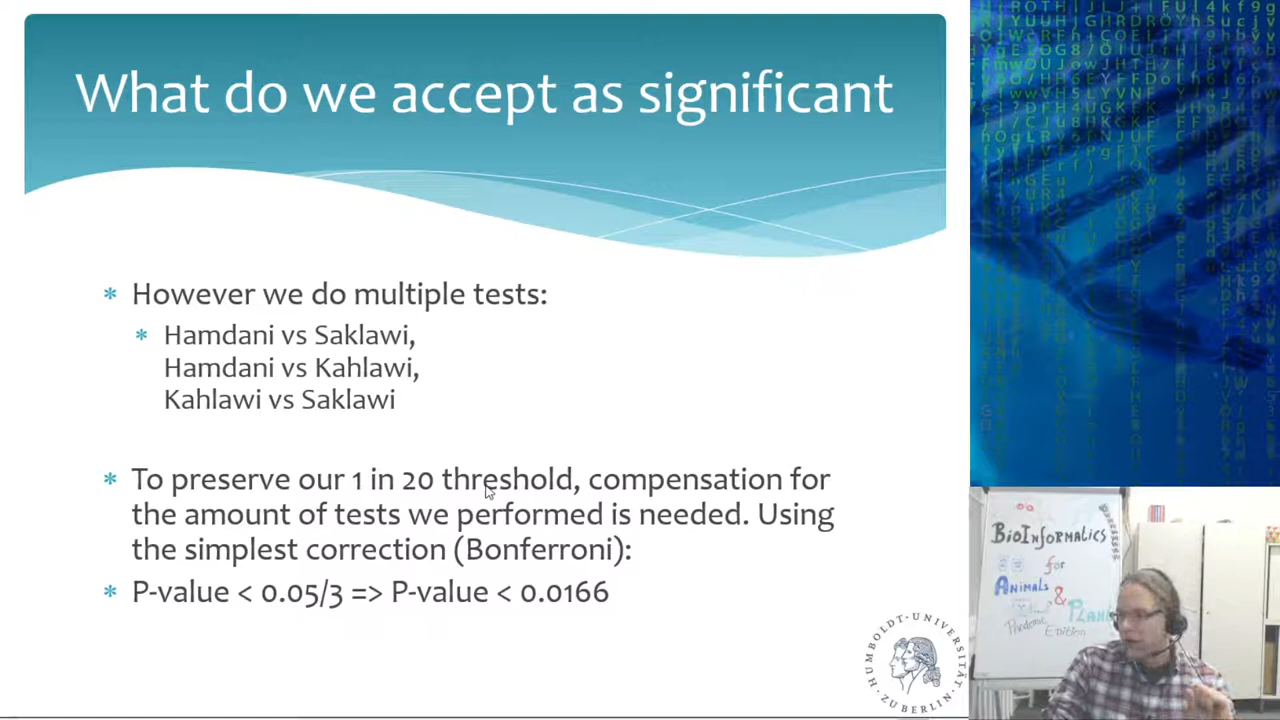 What do we accept as significant
* However we do multiple tests:
* Hamdani vs Saklawi,
Hamdani vs Kahlawi,
Kahlawi vs Saklawi
* To preserve our 1 in 20 threshold, compensation for
the amount of tests we performed is needed. Using
the simplest correction (Bonferroni):
* P-value < 0.05/3 => P-value < 0.0166
HUMBOLDT-UNIVERSITÄT ZU BERLIN
BioInformatics
for
Animals
&
Pandemic
Edition